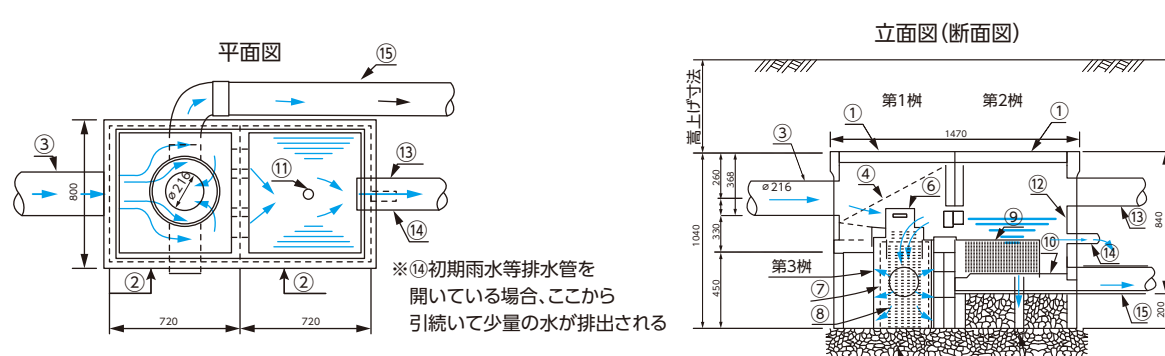 平面図
⑮
③
800
ø216
⑪
⑬
⑭
②
②
720
720
※⑭初期雨水等排水管を
開いている場合、ここから
引続いて少量の水が排出される
立面図(断面図)
嵩上げ寸法
第1桝
第2桝
①
①
1470
③
ø216
④
⑥
⑫
⑬
260
368
330
1040
450
⑨
⑩
⑭
840
第3桝
⑦
⑧
⑮
200